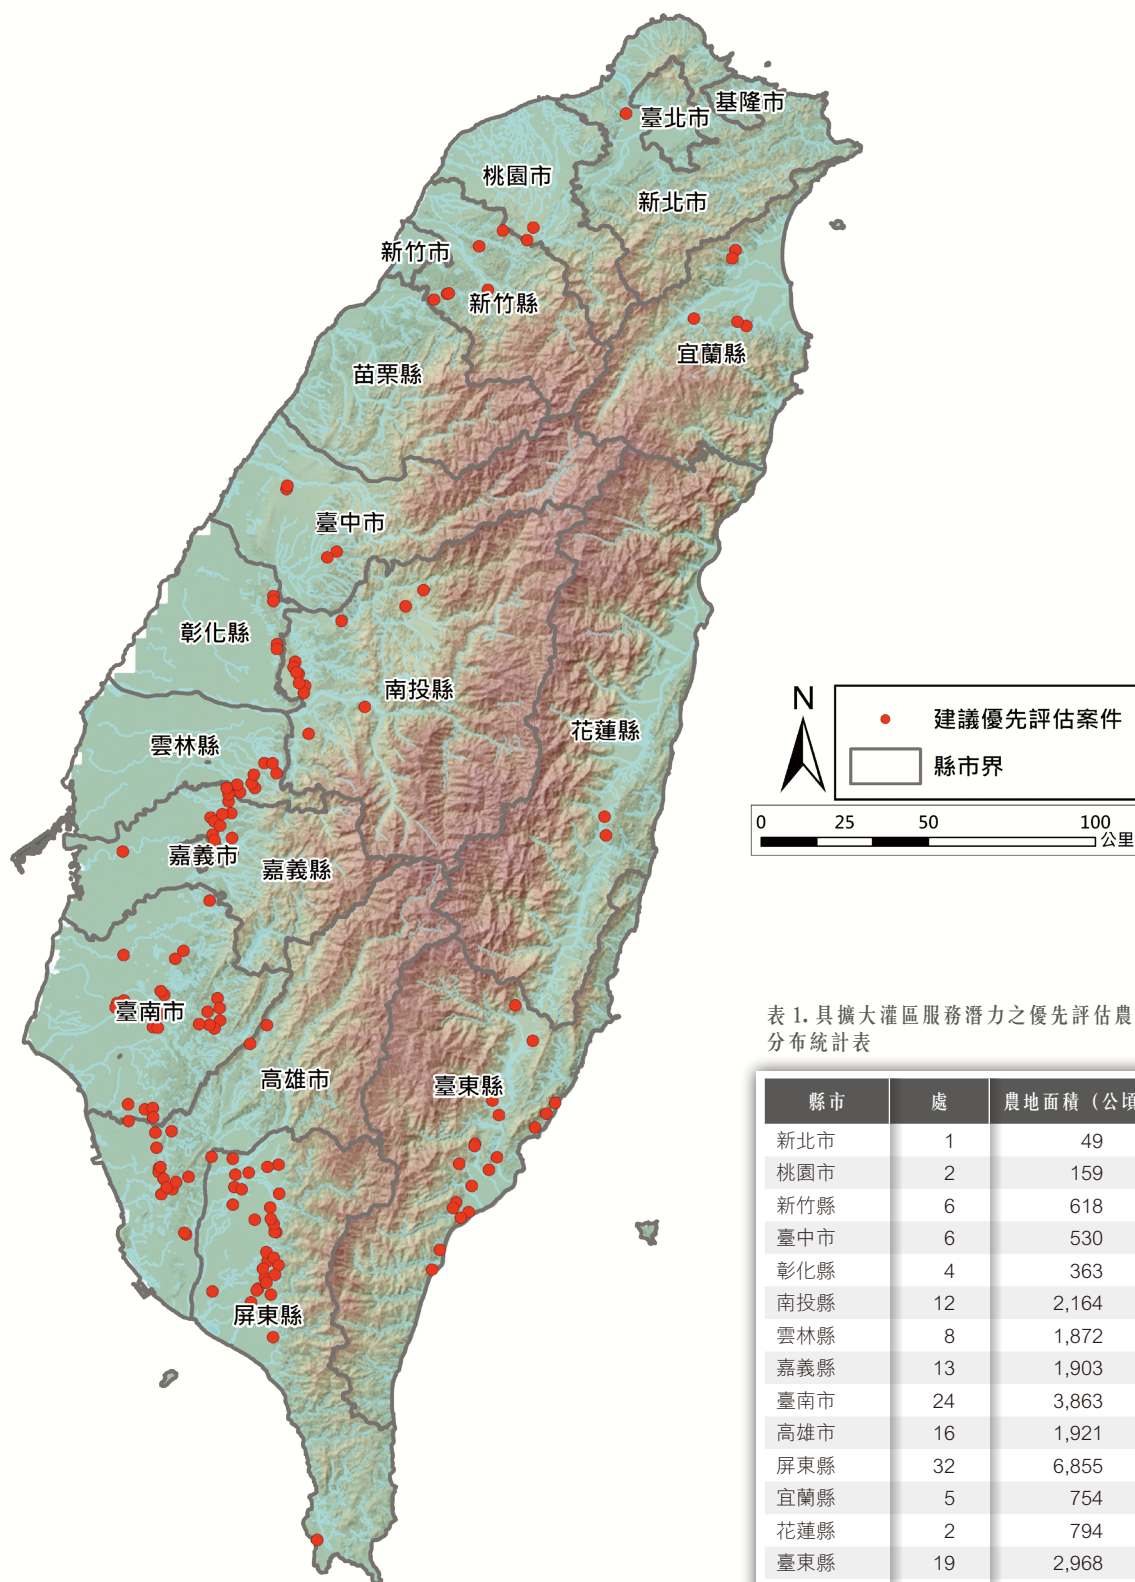 基隆市
臺北市
桃園市
新北市
新竹市
新竹縣
宜蘭縣
苗栗縣
臺中市
彰化縣
南投縣
花蓮縣
雲林縣
嘉義市
嘉義縣
臺南市
高雄市
臺東縣
屏東縣
N
建議優先評估案件
縣市界
0 25 50 100
公里
表 1. 具擴大灌區服務潛力之優先評估農
分布統計表
縣市 處 農地面積（公頃
新北市 1 49
桃園市 2 159
新竹縣 6 618
臺中市 6 530
彰化縣 4 363
南投縣 12 2,164
雲林縣 8 1,872
嘉義縣 13 1,903
臺南市 24 3,863
高雄市 16 1,921
屏東縣 32 6,855
宜蘭縣 5 754
花蓮縣 2 794
臺東縣 19 2,968